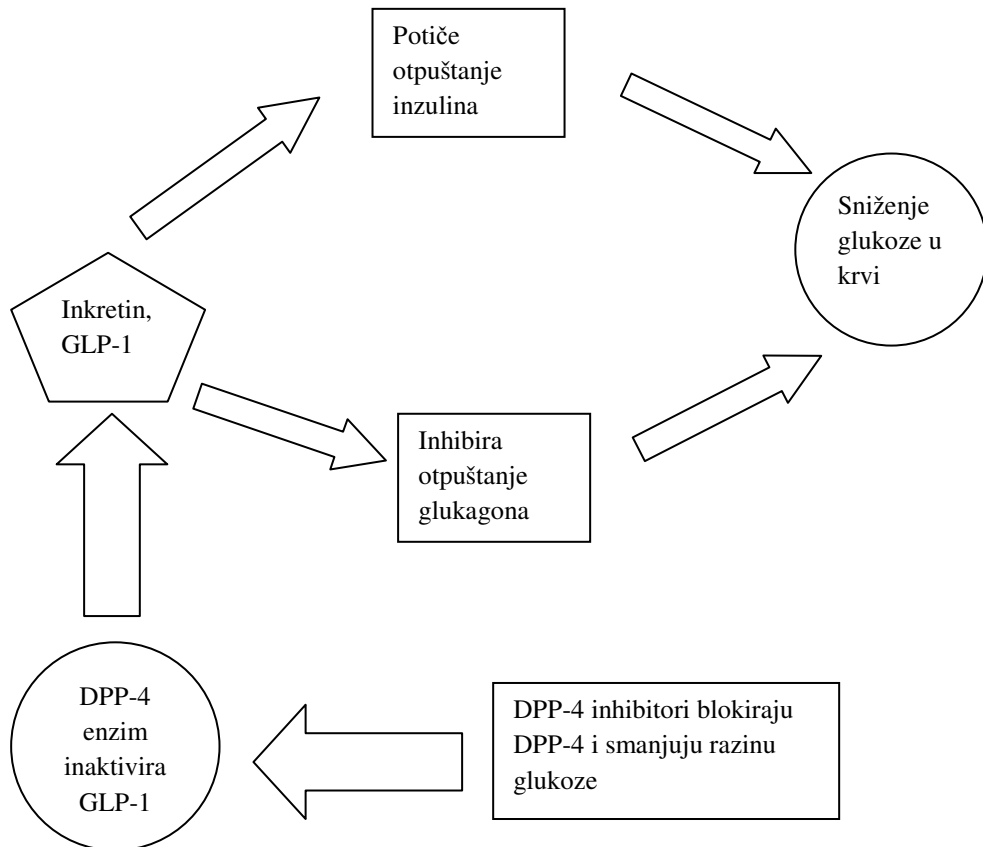 Potiče
otpuštanje
inzulina
Sniženje
glukoze u
krvi
Inkretin,
GLP-1
Inhibira
otpuštanje
glukagona
DPP-4
enzim
inaktivira
GLP-1
DPP-4 inhibitori blokiraju
DPP-4 i smanjuju razinu
glukoze